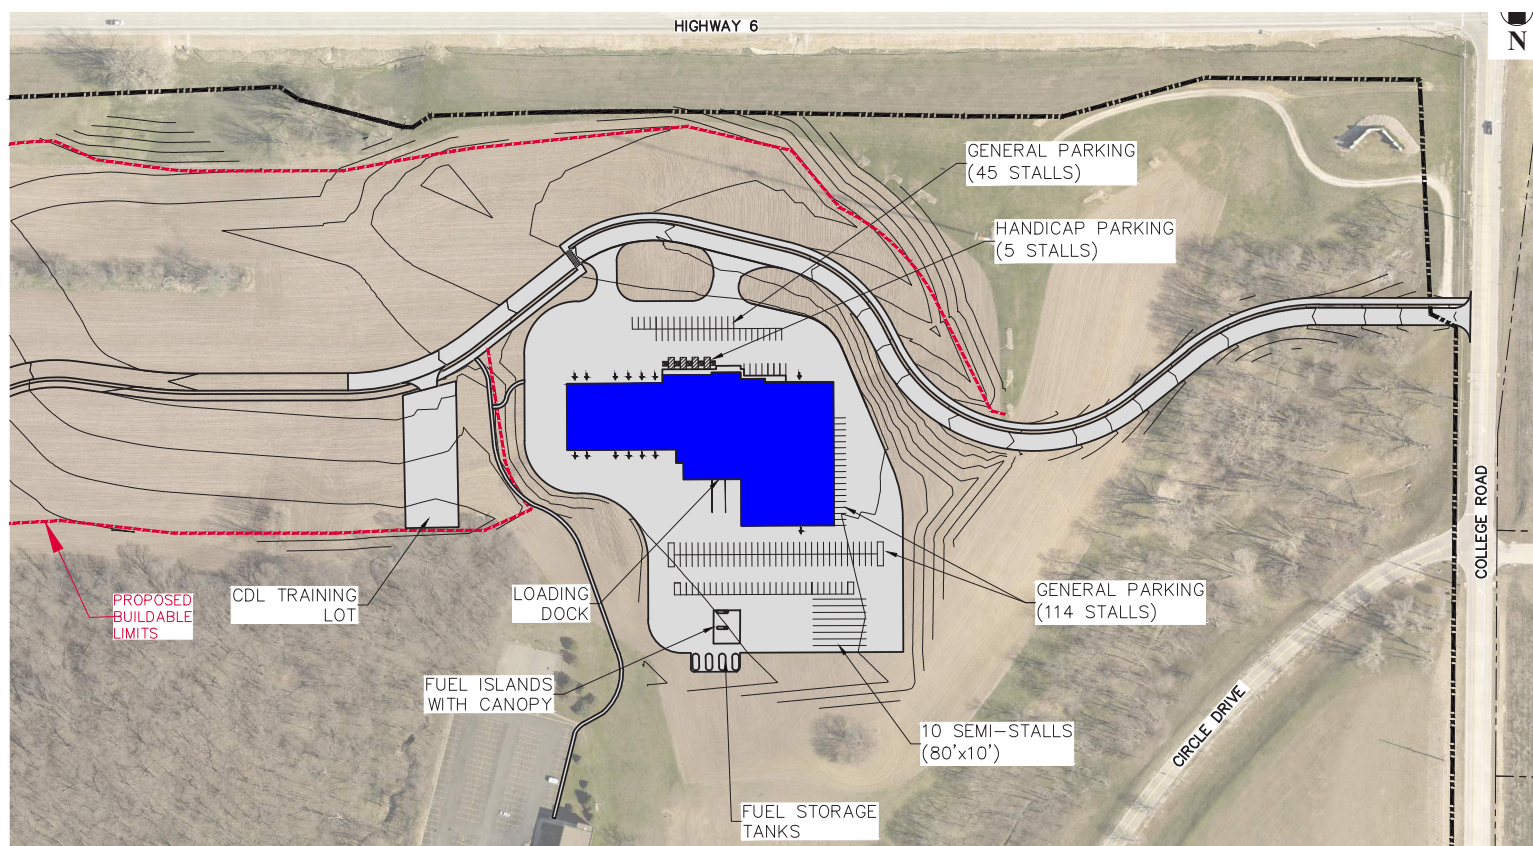 HIGHWAY 6
N
GENERAL PARKING
(45 STALLS)
HANDICAP PARKING
(5 STALLS)
COLLEGE ROAD
PROPOSED
BUILDABLE
LIMITS
CDL TRAINING
LOT
LOADING
DOCK
GENERAL PARKING
(114 STALLS)
FUEL ISLANDS
WITH CANOPY
CIRCLE DRIVE
10 SEMI-STALLS
(80'x10')
FUEL STORAGE
TANKS